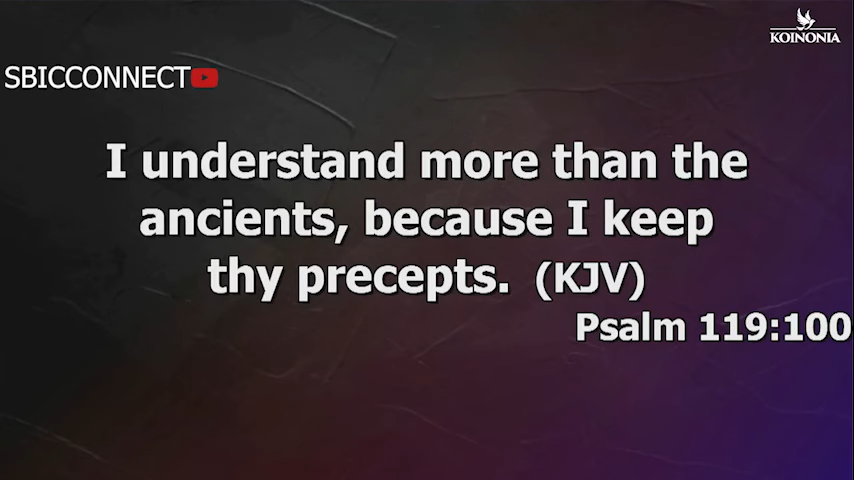 KOINONIA
SBICCONNECT
I understand more than the
ancients, because I keep
thy precepts. (KJV)
Psalm 119:100